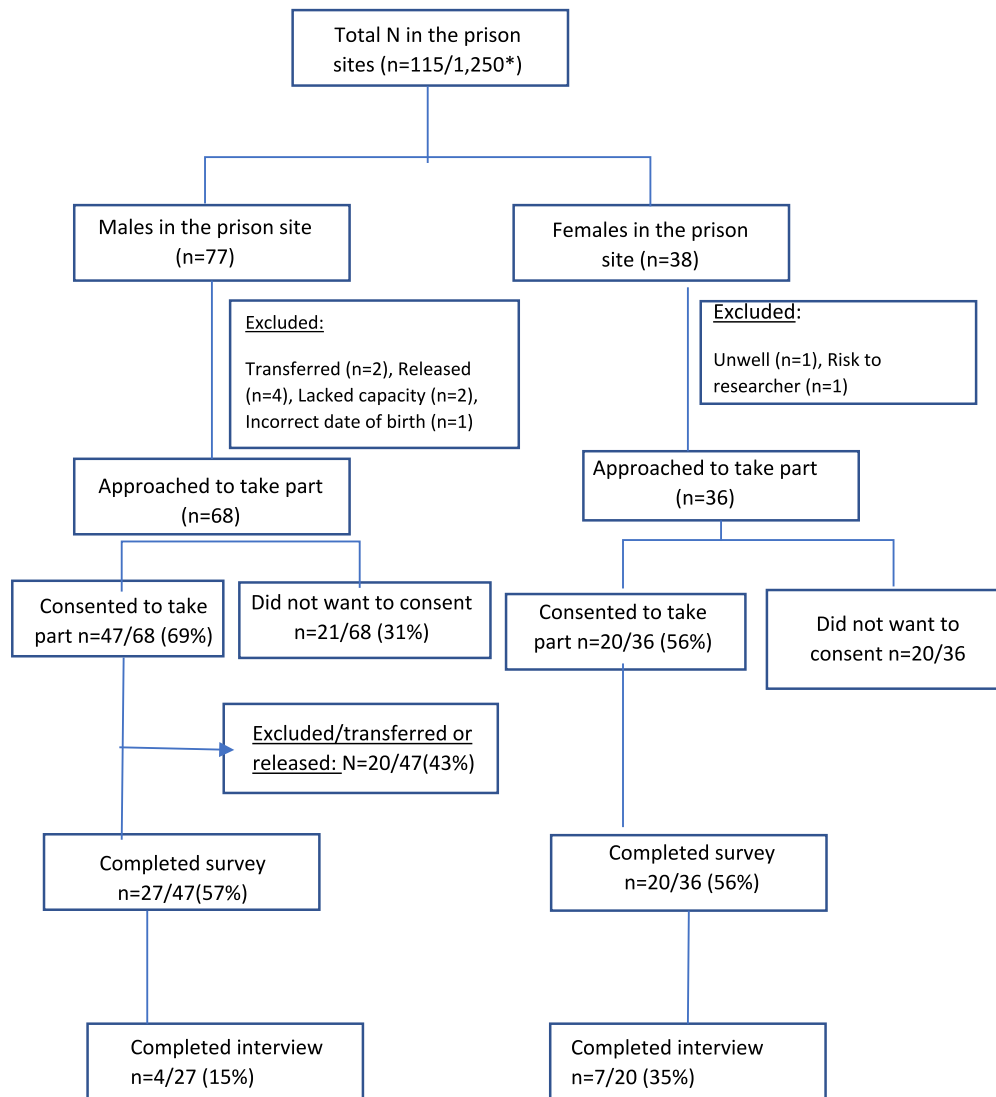 Total N in the prison
sites (n=115/1,250*)
Males in the prison site
(n=77)
Females in the prison
site (n=38)
Excluded:
Transferred (n=2), Released
(n=4), Lacked capacity (n=2),
Incorrect date of birth (n=1)
Excluded:
Unwell (n=1), Risk to
researcher (n=1)
Approached to take part
(n=68)
Approached to take part
(n=36)
Consented to take
part n=47/68 (69%)
Did not want to consent
n=21/68 (31%)
Consented to take
part n=20/36 (56%)
Did not want to
consent n=20/36
Excluded/transferred or
released: N=20/47(43%)
Completed survey
n=27/47(57%)
Completed survey
n=20/36 (56%)
Completed interview
n=4/27 (15%)
Completed interview
n=7/20 (35%)